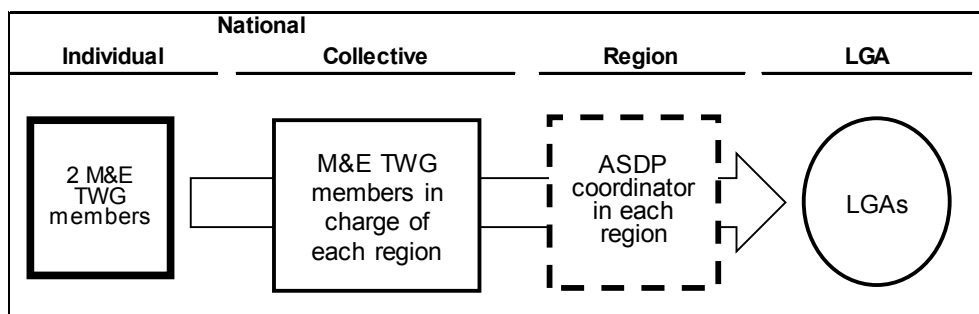 National
Individual
Collective
Region
LGA
2 M&E
TWG
members
M&E TWG
members in
charge of
each region
ASDP
coordinator
in each
region
LGAs